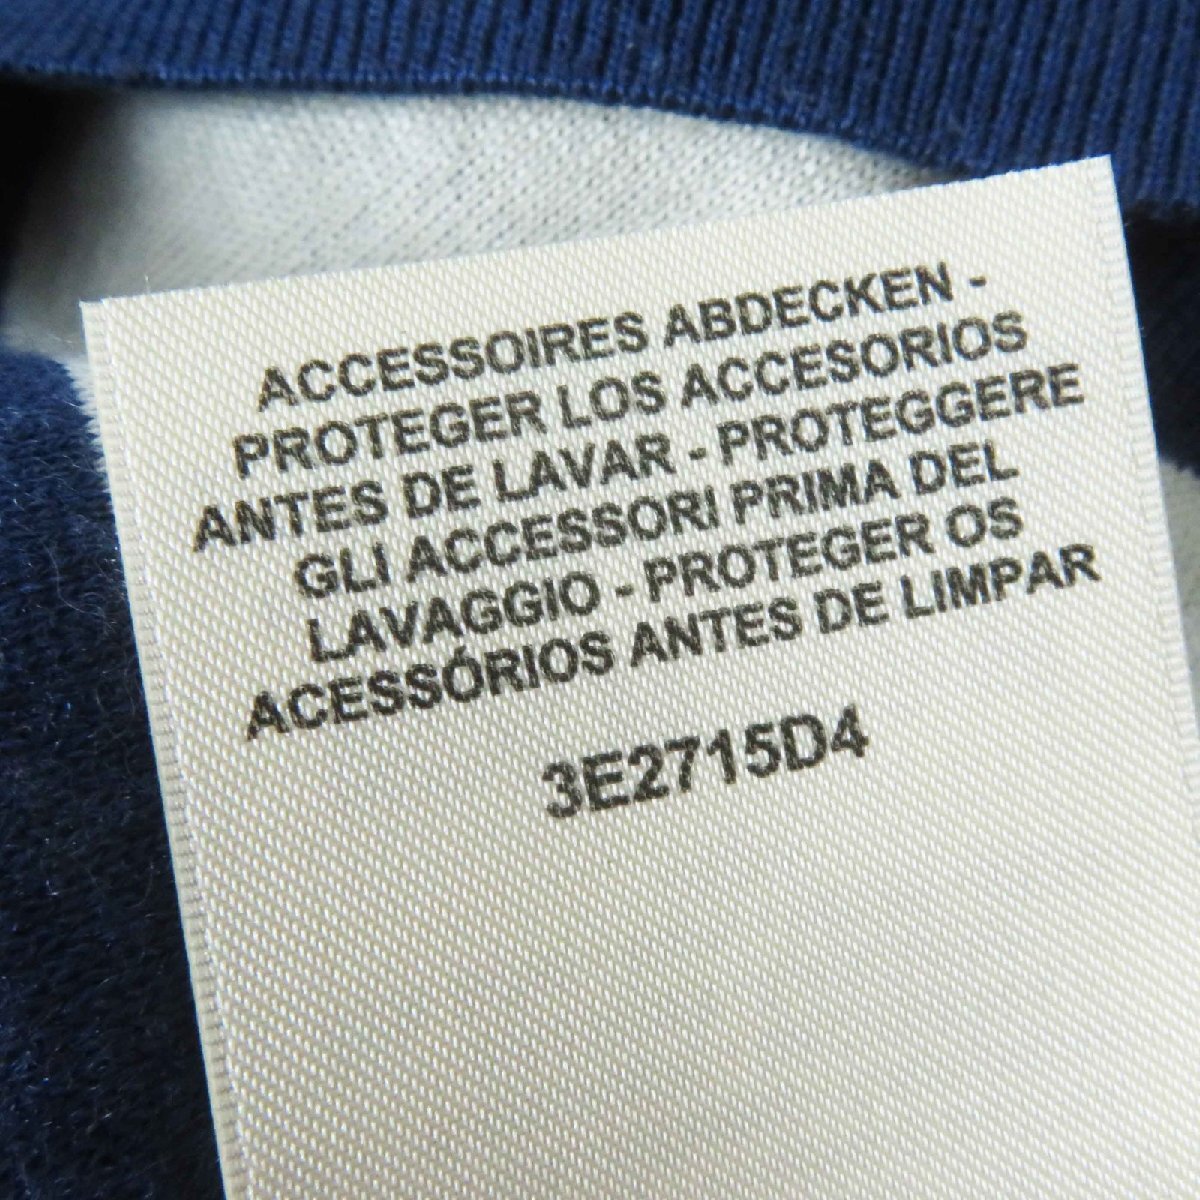 ACCESSOIRES ABDECKEN -
PROTEGER LOS ACCESORIOS
ANTES DE LAVAR - PROTEGGERE
GLI ACCESSORI PRIMA DEL
LAVAGGIO - PROTEGER OS
ACESSÓRIOS ANTES DE LIMPAR
3E2715D4